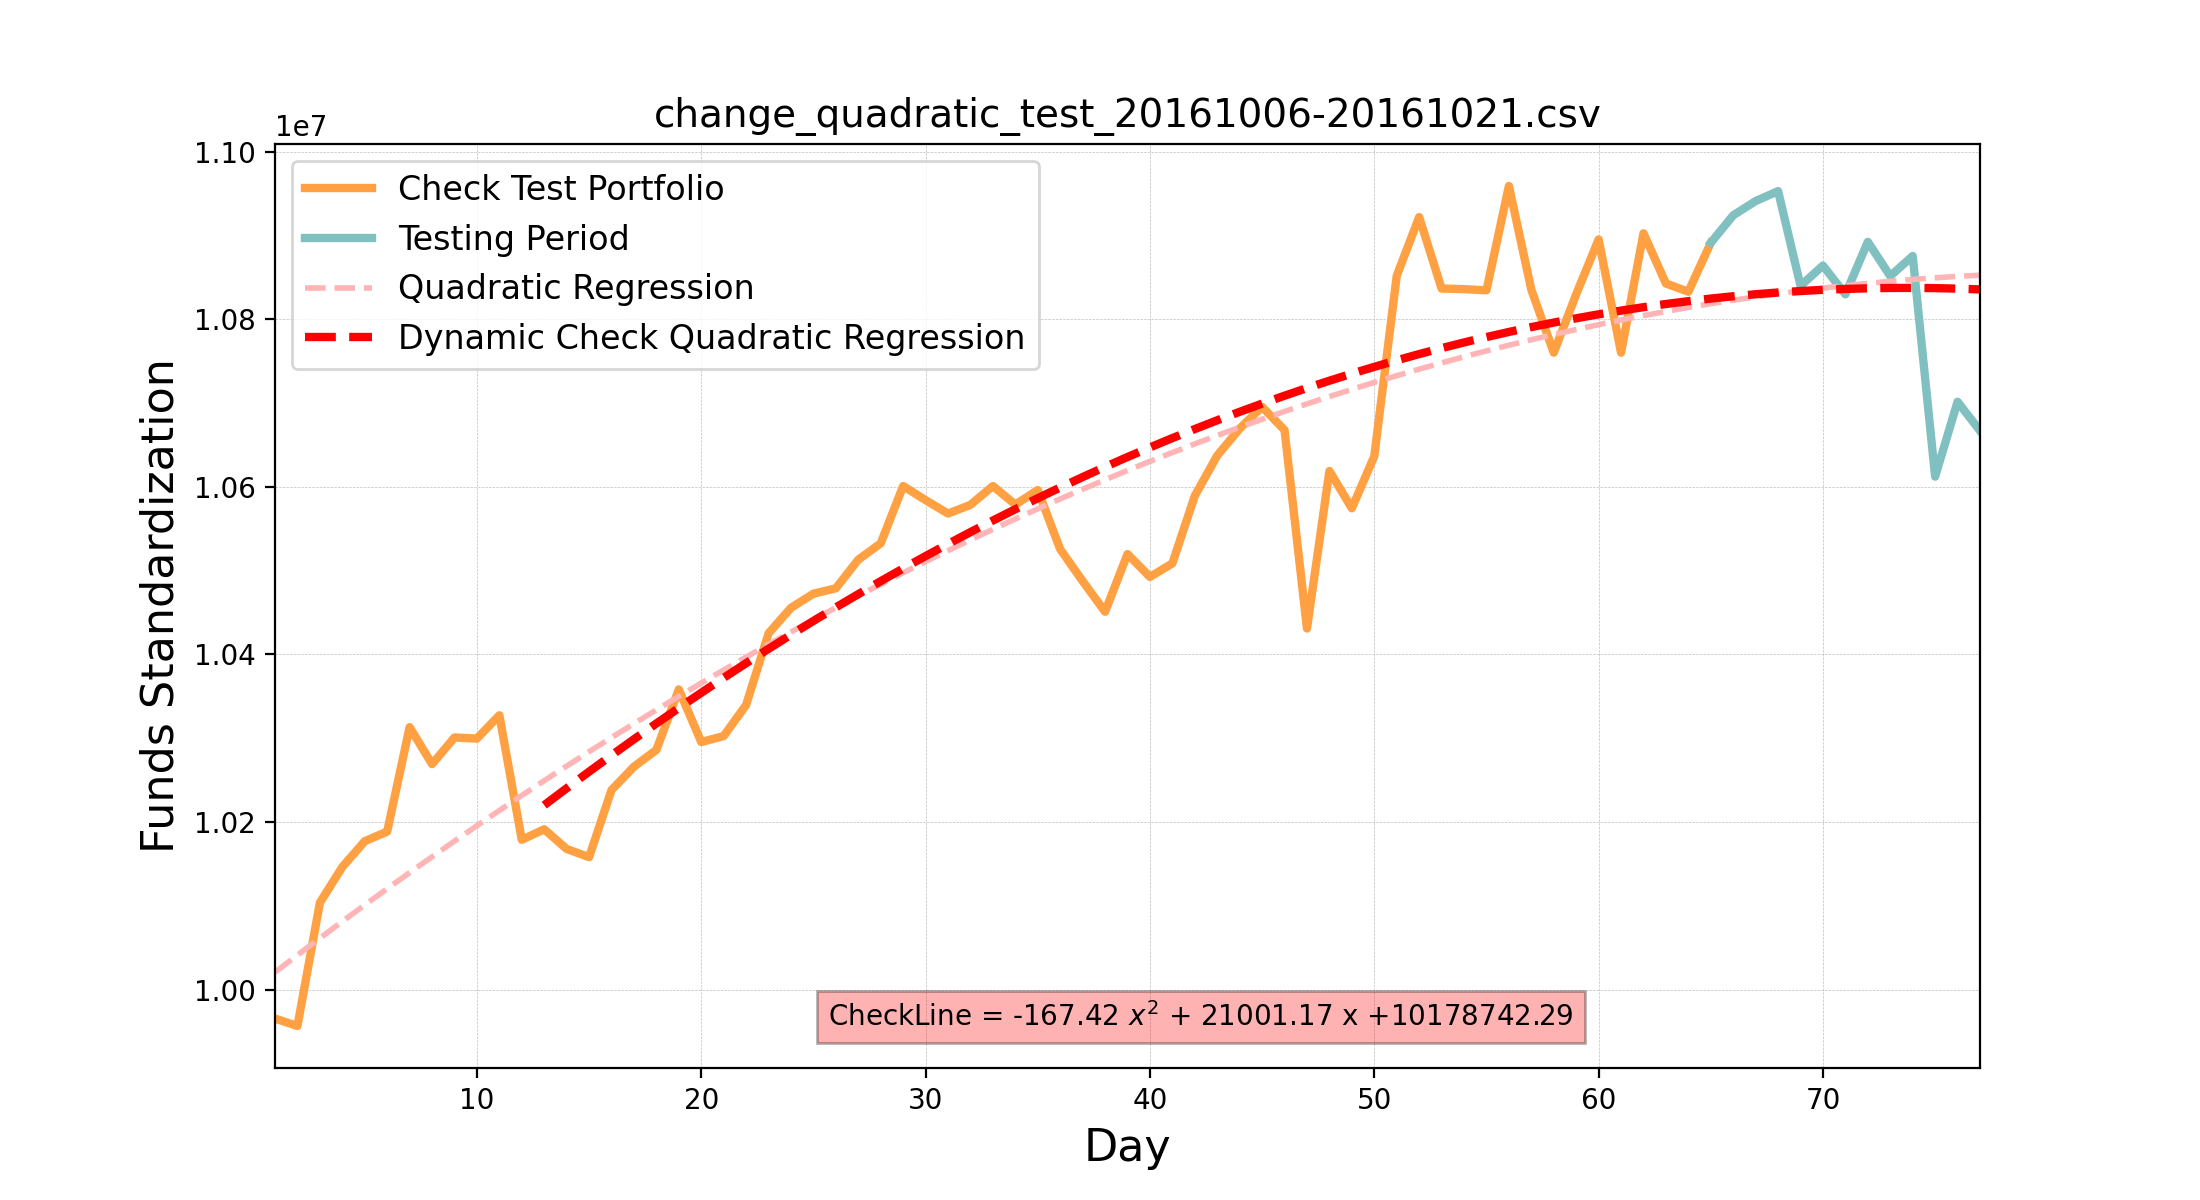 change_quadratic_test_20161006-20161021.csv
1e7
Check Test Portfolio
Testing Period
Quadratic Regression
Dynamic Check Quadratic Regression
Funds Standardization
1.10
1.08
1.06
1.04
1.02
1.00
CheckLine = -167.42 x² + 21001.17 x +10178742.29
10 20 30 40 50 60 70
Day